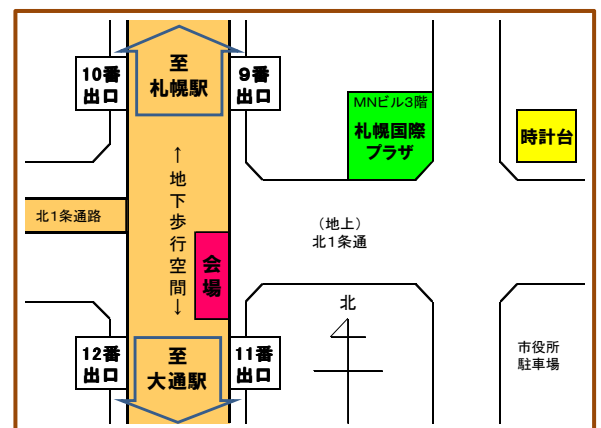 10番
出口
至
札幌駅
9番
出口
MNビル3階
札幌国際
プラザ
時計台
←地下歩行空間→
北1条通路
会場
（地上）
北1条通
北
12番
出口
至
大通駅
11番
出口
市役所
駐車場